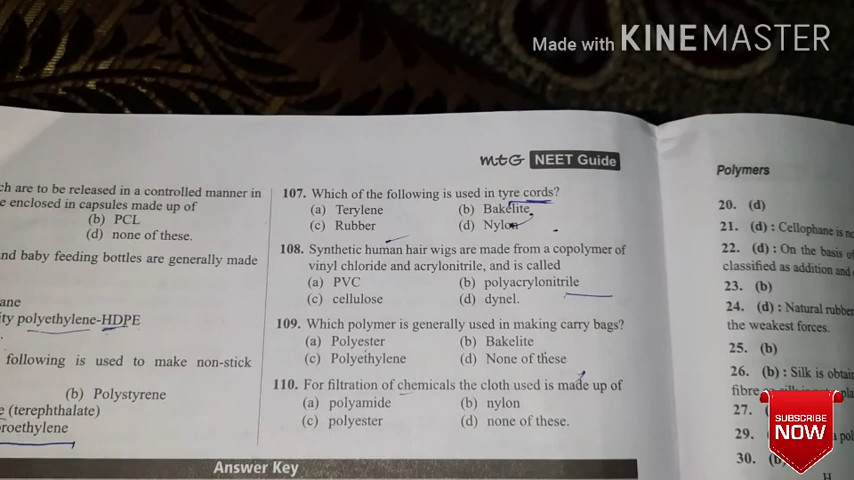 Made with KINEMASTER
mtG NEET Guide
ch are to be released in a controlled manner in
e enclosed in capsules made up of
(b) PCL
(d) none of these.
and baby feeding bottles are generally made
ane
ity polyethylene-HDPE
following is used to make non-stick
(b) Polystyrene
e (terephthalate)
roethylene
107. Which of the following is used in tyre cords?
(a) Terylene (b) Bakelite
(c) Rubber (d) Nylon
108. Synthetic human hair wigs are made from a copolymer of
vinyl chloride and acrylonitrile, and is called
(a) PVC (b) polyacrylonitrile
(c) cellulose (d) dynel.
109. Which polymer is generally used in making carry bags?
(a) Polyester (b) Bakelite
(c) Polyethylene (d) None of these
110. For filtration of chemicals the cloth used is made up of
(a) polyamide (b) nylon
(c) polyester (d) none of these.
Answer Key
Polymers
20. (d)
21. (d) : Cellophane is
22. (d) : On the basis of
classified as addition and
23. (b)
24. (d) : Natural rubber
the weakest forces.
25. (b)
26. (b) : Silk is obtai
fibre
27.
29.
30. (b)
H
SUBSCRIBE
NOW